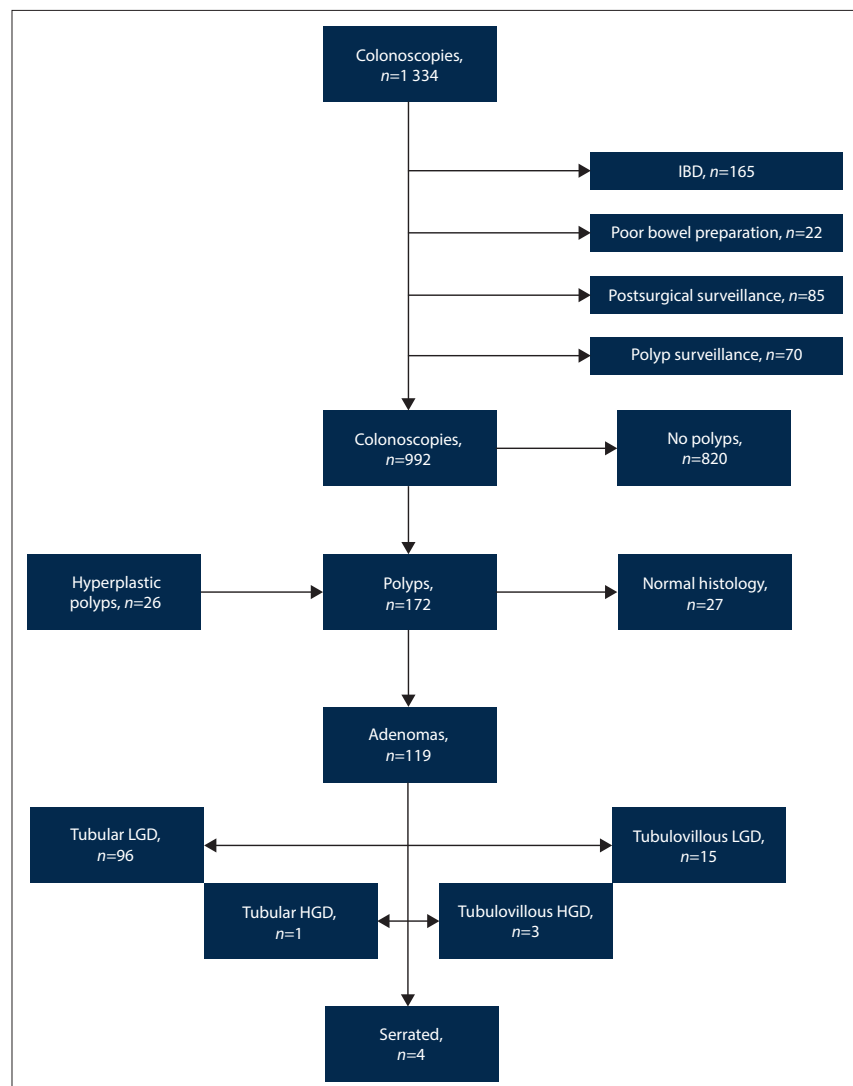 Colonoscopies,
n=1 334
IBD, n=165
Poor bowel preparation, n=22
Postsurgical surveillance, n=85
Polyp surveillance, n=70
Colonoscopies,
n=992
No polyps,
n=820
Hyperplastic
polyps, n=26
Polyps,
n=172
Normal histology,
n=27
Adenomas,
n=119
Tubular LGD,
n=96
Tubulovillous LGD,
n=15
Tubular HGD,
n=1
Tubulovillous HGD,
n=3
Serrated,
n=4